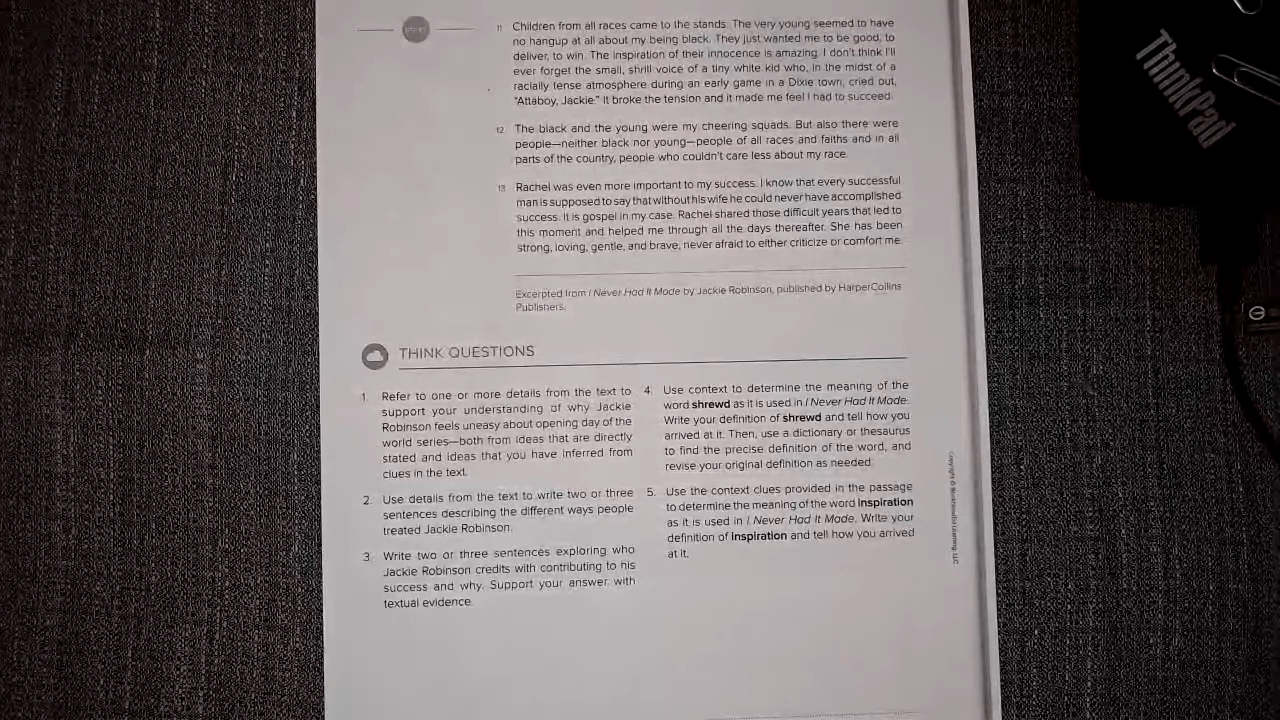 11 Children from all races came to the stands. The very young seemed to have
no hangup at all about my being black. They just wanted me to be good, to
deliver, to win. The inspiration of their innocence is amazing. I don't think I'll
ever forget the small, shrill voice of a tiny white kid who, in the midst of a
racially tense atmosphere during an early game in a Dixie town, cried out,
"Attaboy, Jackie." It broke the tension and it made me feel I had to succeed.
12 The black and the young were my cheering squads. But also there were
people—neither black nor young—people of all races and faiths and in all
parts of the country, people who couldn't care less about my race.
13 Rachel was even more important to my success. I know that every successful
man is supposed to say that without his wife he could never have accomplished
success. It is gospel in my case. Rachel shared those difficult years that led to
this moment and helped me through all the days thereafter. She has been
strong, loving, gentle, and brave, never afraid to either criticize or comfort me.
Excerpted from I Never Had It Made by Jackie Robinson, published by HarperCollins
Publishers.
THINK QUESTIONS
1. Refer to one or more details from the text to
support your understanding of why Jackie
Robinson feels uneasy about opening day of the
world series—both from ideas that are directly
stated and ideas that you have inferred from
clues in the text.
2. Use details from the text to write two or three
sentences describing the different ways people
treated Jackie Robinson.
3. Write two or three sentences exploring who
Jackie Robinson credits with contributing to his
success and why. Support your answer with
textual evidence.
4. Use context to determine the meaning of the
word shrewd as it is used in I Never Had It Made.
Write your definition of shrewd and tell how you
arrived at it. Then, use a dictionary or thesaurus
to find the precise definition of the word, and
revise your original definition as needed.
5. Use the context clues provided in the passage
to determine the meaning of the word inspiration
as it is used in I Never Had It Made. Write your
definition of inspiration and tell how you arrived
at it.
Copyright © BookheadEd Learning, LLC
ThinkPad